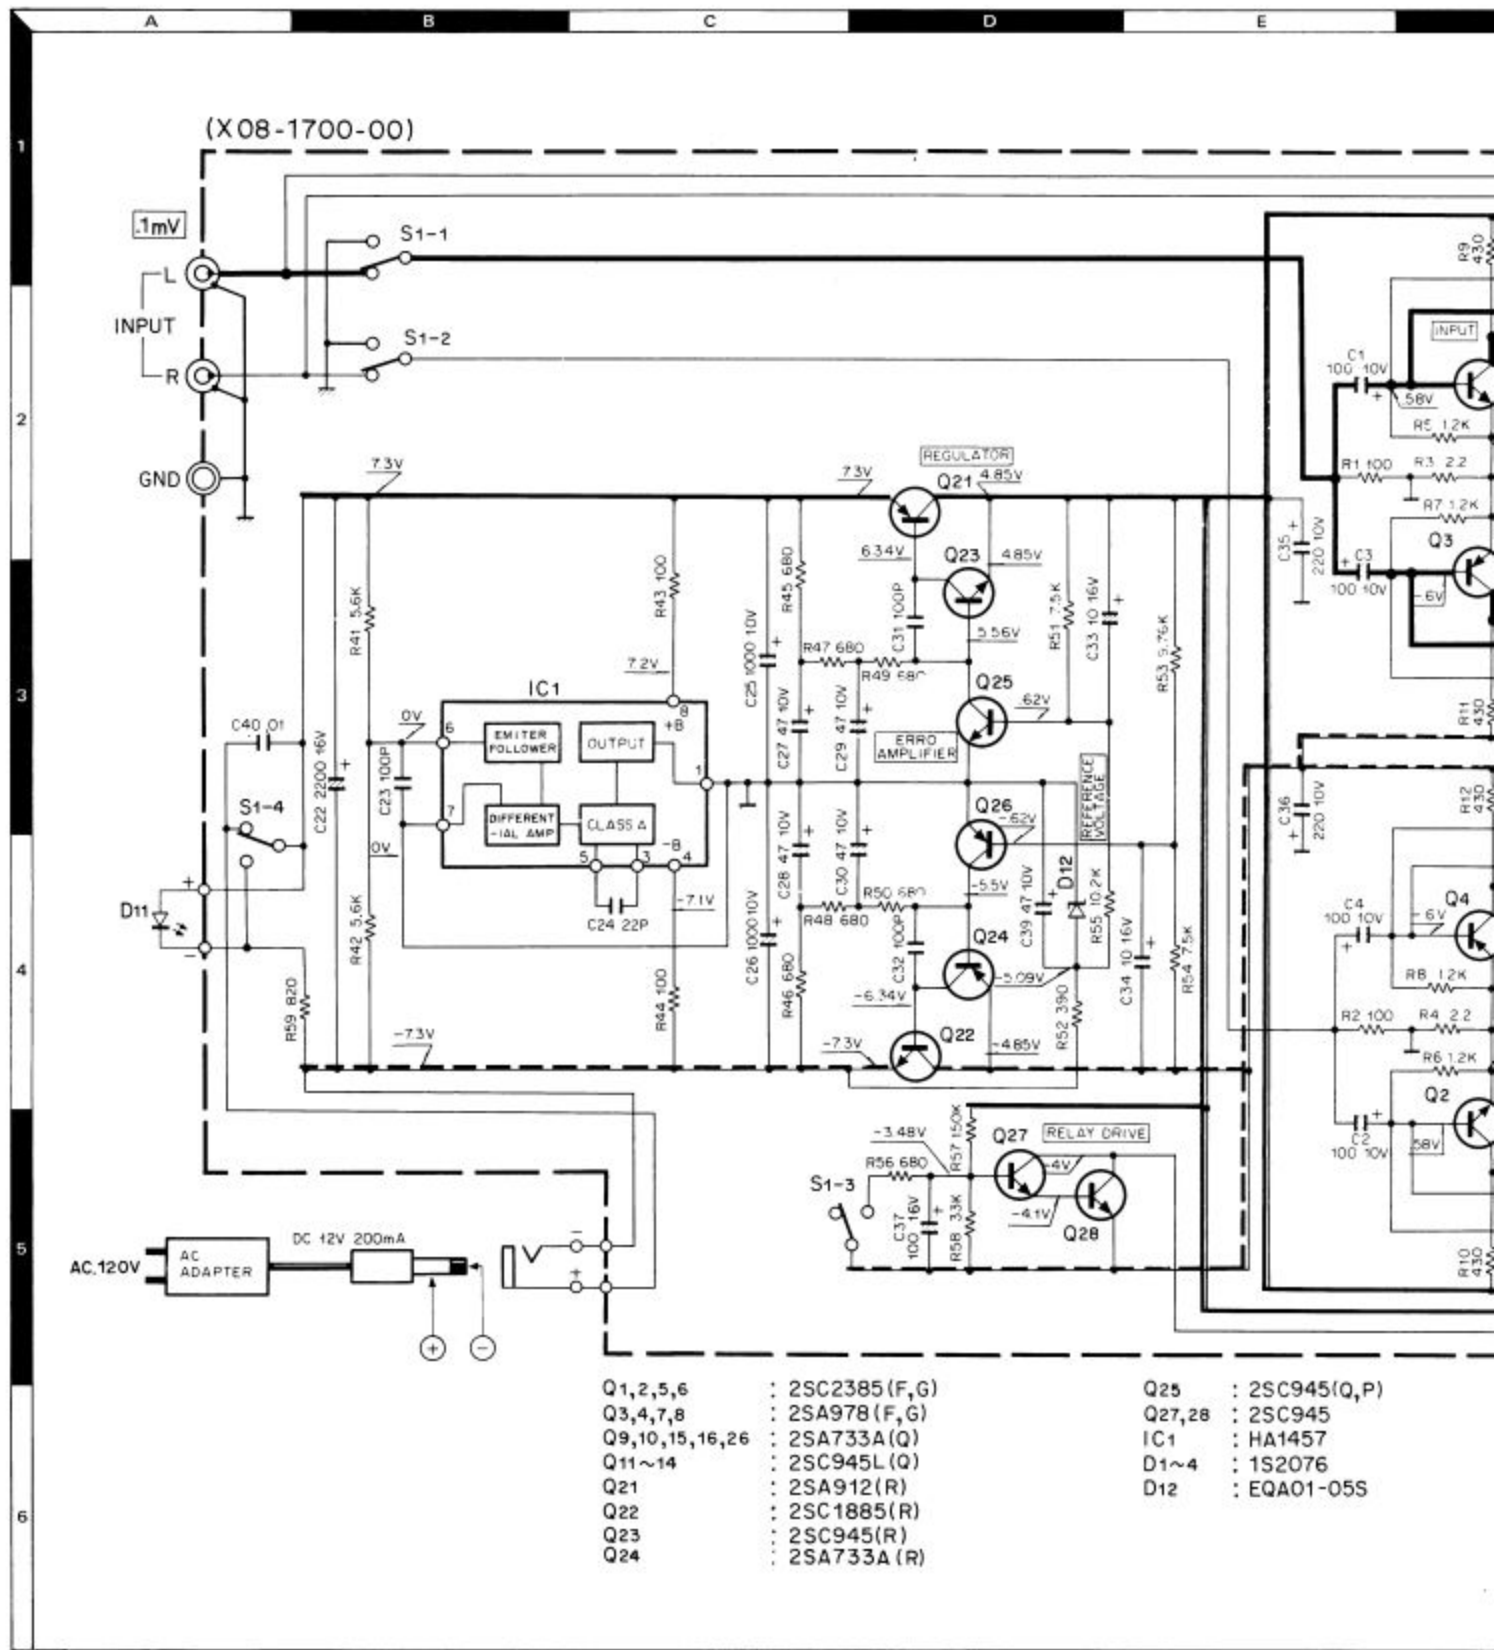 A B C D E
1
(X08-1700-00)
.1mV
S1-1
L
INPUT
S1-2
R
R9 430
INPUT
C1
100 10V
+
.58V
2
R5 1.2K
GND
7.3V
REGULATOR
7.3V
Q21
4.85V
R1 100
R3 2.2
R7 1.2K
6.34V
Q23
4.85V
C35 220 10V
+
Q3
+ C3
100 10V
-.6V
R41 5.6K
R43 100
R45 680
C31 100P
R51 7.5K
C33 10 16V
+
5.56V
7.2V
C25 1000 10V
+
R47 680
R49 680
R53 9.76K
3
IC1
8
+B
Q25
.62V
R11 430
C40 .01
0V
6
EMITER FOLLOWER
OUTPUT
C27 47 10V
+
C29 47 10V
+
ERRO AMPLIFIER
C22 2200 16V
+
C23 100P
1
S1-4
7
DIFFERENT -IAL AMP
CLASS A
Q26
-.62V
REFERENCE VOLTAGE
C36 220 10V
+
R12 430
0V
5
3
-B
4
C28 47 10V
+
C30 47 10V
+
D12
+
D11
-
R42 5.6K
C24 22P
-7.1V
R48 680
R50 680
-5.5V
C39 47 10V
+
R55 10.2K
C4
100 10V
+
-.6V
Q4
C26 1000 10V
+
C32 100P
Q24
C34 10 16V
+
R54 7.5K
4
R59 820
R44 100
R46 680
-6.34V
-5.09V
R8 1.2K
R52 390
R2 100
R4 2.2
-7.3V
-7.3V
Q22
-4.85V
R6 1.2K
Q2
-3.48V
R57 150K
Q27
RELAY DRIVE
+
C2
100 10V
.58V
R56 680
-4V
S1-3
C37 100 16V
+
R58 33K
-4.1V
Q28
5
AC.120V
AC ADAPTER
DC 12V 200mA
-
+
R10 430
+
-
Q1,2,5,6 : 2SC2385(F,G)
Q3,4,7,8 : 2SA978(F,G)
Q9,10,15,16,26 : 2SA733A(Q)
Q11~14 : 2SC945L(Q)
Q21 : 2SA912(R)
Q22 : 2SC1885(R)
Q23 : 2SC945(R)
Q24 : 2SA733A(R)
Q25 : 2SC945(Q,P)
Q27,28 : 2SC945
IC1 : HA1457
D1~4 : 1S2076
D12 : EQA01-05S
6